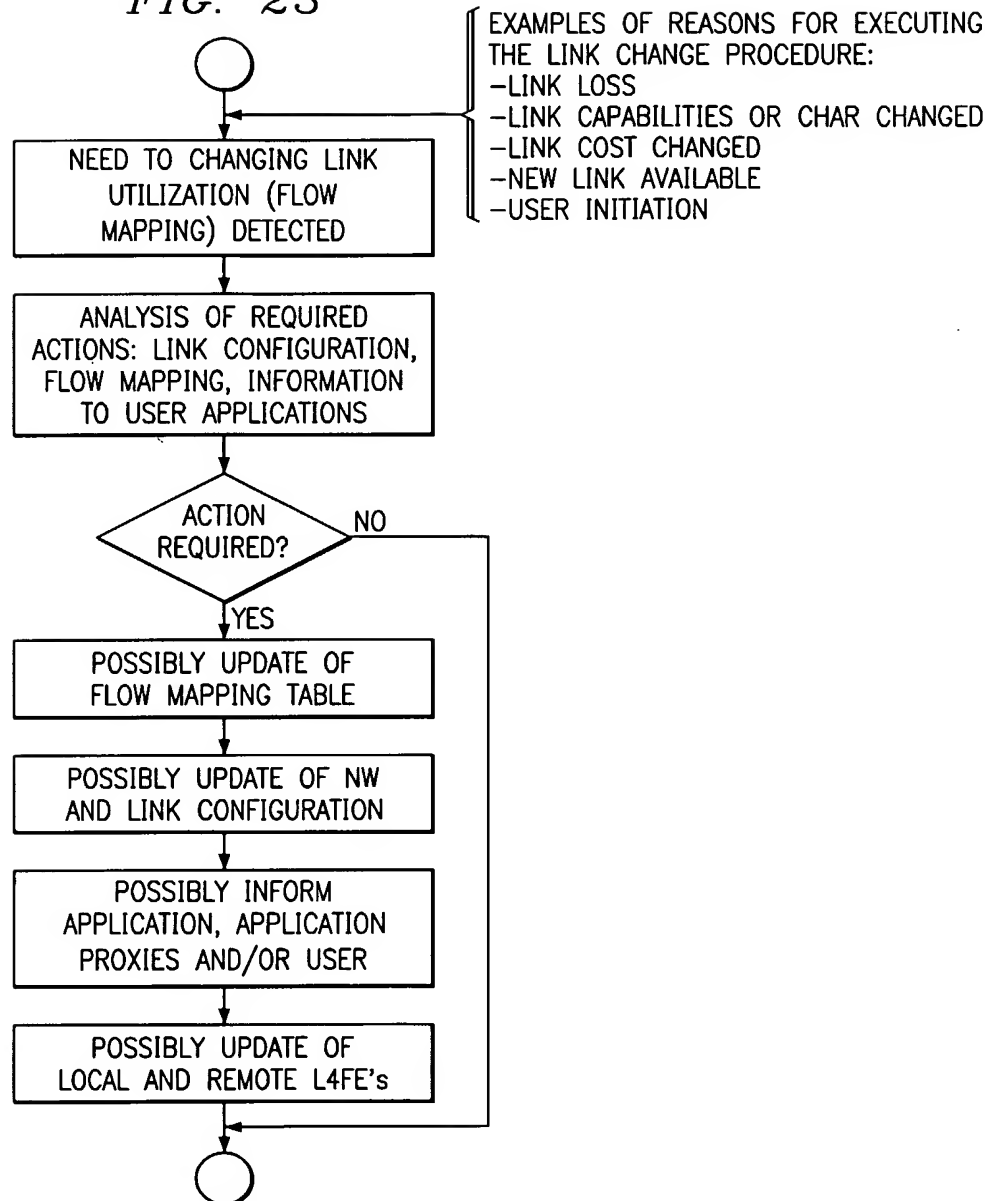 FIG. 23
EXAMPLES OF REASONS FOR EXECUTING
THE LINK CHANGE PROCEDURE:
-LINK LOSS
-LINK CAPABILITIES OR CHAR CHANGED
-LINK COST CHANGED
-NEW LINK AVAILABLE
-USER INITIATION
NEED TO CHANGING LINK
UTILIZATION (FLOW
MAPPING) DETECTED
ANALYSIS OF REQUIRED
ACTIONS: LINK CONFIGURATION,
FLOW MAPPING, INFORMATION
TO USER APPLICATIONS
ACTION
REQUIRED?
NO
YES
POSSIBLY UPDATE OF
FLOW MAPPING TABLE
POSSIBLY UPDATE OF NW
AND LINK CONFIGURATION
POSSIBLY INFORM
APPLICATION, APPLICATION
PROXIES AND/OR USER
POSSIBLY UPDATE OF
LOCAL AND REMOTE L4FE's